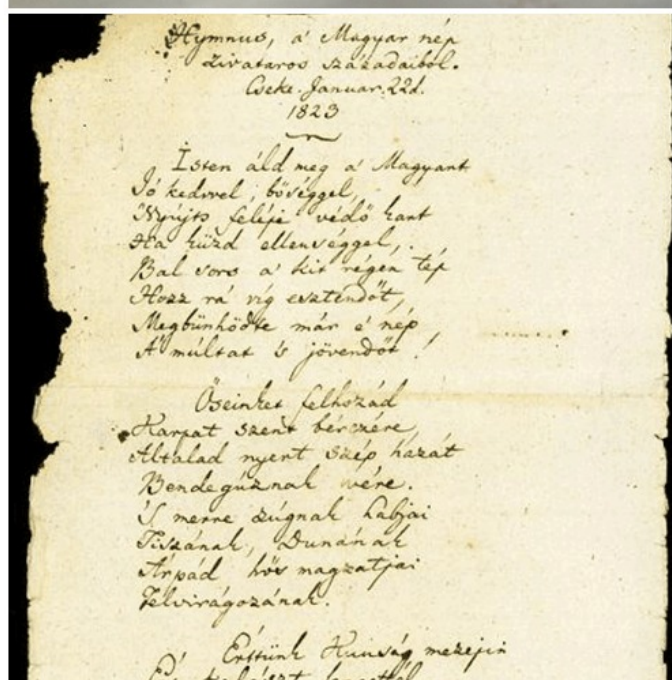 Hymnus, a' Magyar nép
zivataros századaiból.
Cseke. Januar. 22d.
1823
Isten áld meg a' Magyart
Jó kedvvel, bőséggel,
Nyújts feléje védő kart
Ha küzd ellenséggel,
Bal sors a' kit régen tép
Hozz rá víg esztendőt,
Megbűnhödte már e' nép
A' múltat 's jövendőt!
Őseinket felhozád
Kárpát szent bérczére,
Általad nyert szép hazát
Bendegúznak vére.
'S merre zúgnak habjai
Tiszának, Dunának
Árpád hős magzatjai
Felvirágozának.
Értünk Kunság mezején